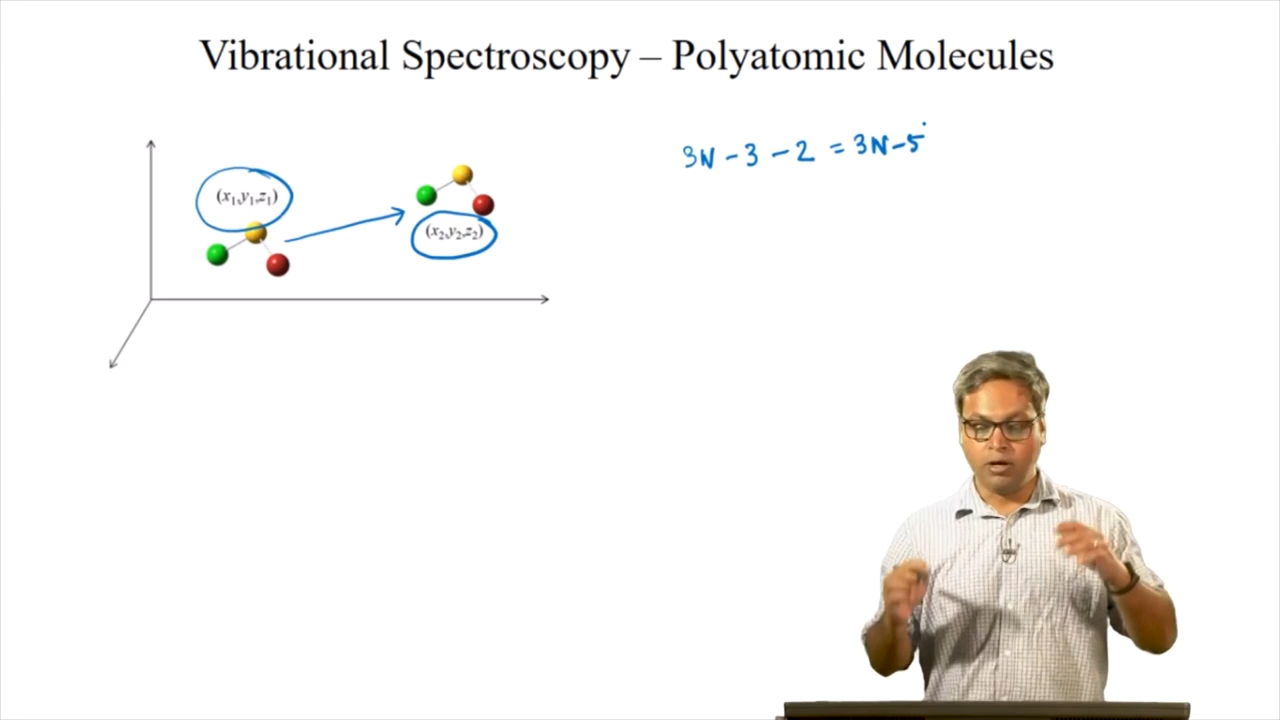 Vibrational Spectroscopy – Polyatomic Molecules
3N - 3 - 2 = 3N - 5
(x₁,y₁,z₁)
(x₂,y₂,z₂)